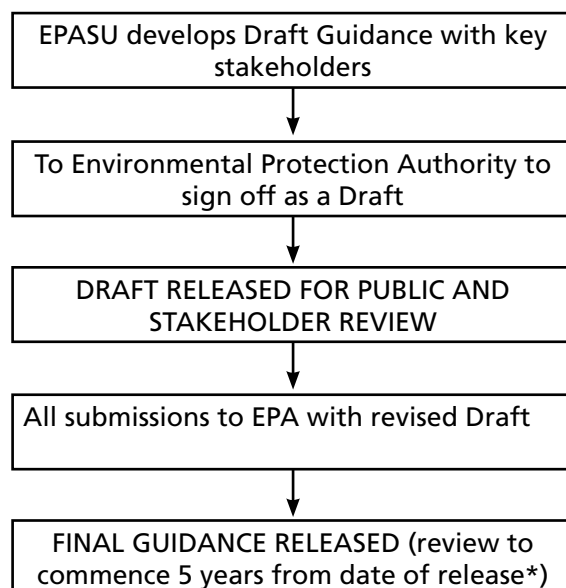 EPASU develops Draft Guidance with key
stakeholders
To Environmental Protection Authority to
sign off as a Draft
DRAFT RELEASED FOR PUBLIC AND
STAKEHOLDER REVIEW
All submissions to EPA with revised Draft
FINAL GUIDANCE RELEASED (review to
commence 5 years from date of release*)